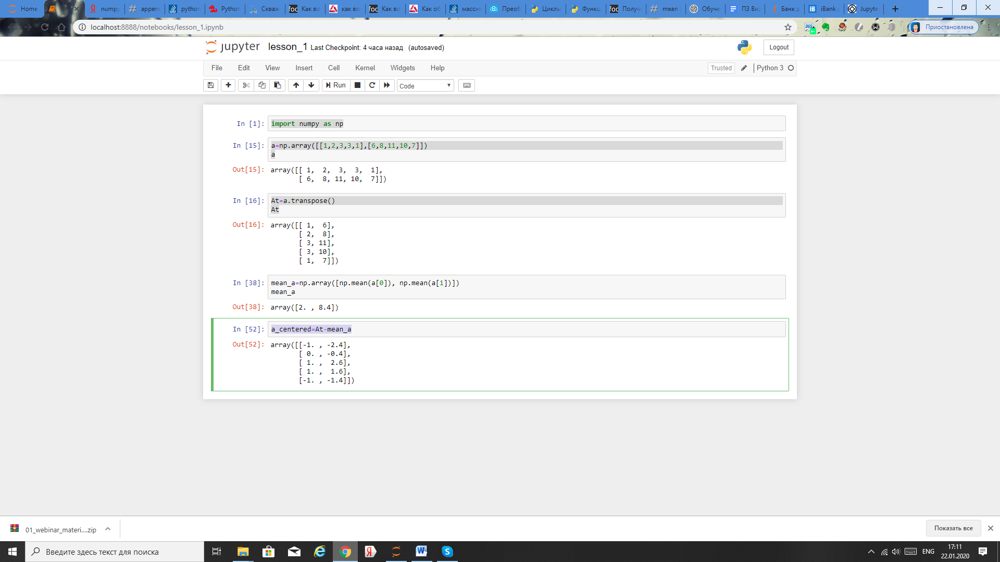 Home
numpy
append
python
Python
Скваж
foc Как во
как во
foc Как во
Как об
масси
Преоб
Циклы
Функц
foc Получ
mean
Обуче
ПЗ Ви
Банк д
iB iBank д
Jupyte
localhost:8888/notebooks/lesson_1.ipynb
365
Приостановлена
jupyter lesson_1 Last Checkpoint: 4 часа назад (autosaved)
Logout
File Edit View Insert Cell Kernel Widgets Help
Trusted Python 3
Run Code
In [1]: import numpy as np
In [15]: a=np.array([[1,2,3,3,1],[6,8,11,10,7]])
a
Out[15]: array([[ 1,  2,  3,  3,  1],
[ 6,  8, 11, 10,  7]])
In [16]: At=a.transpose()
At
Out[16]: array([[ 1,  6],
[ 2,  8],
[ 3, 11],
[ 3, 10],
[ 1,  7]])
In [38]: mean_a=np.array([np.mean(a[0]), np.mean(a[1])])
mean_a
Out[38]: array([2. , 8.4])
In [52]: a_centered=At-mean_a
Out[52]: array([[-1. , -2.4],
[ 0. , -0.4],
[ 1. ,  2.6],
[ 1. ,  1.6],
[-1. , -1.4]])
01_webinar_materi....zip
Показать все
Введите здесь текст для поиска
ENG
17:11
22.01.2020